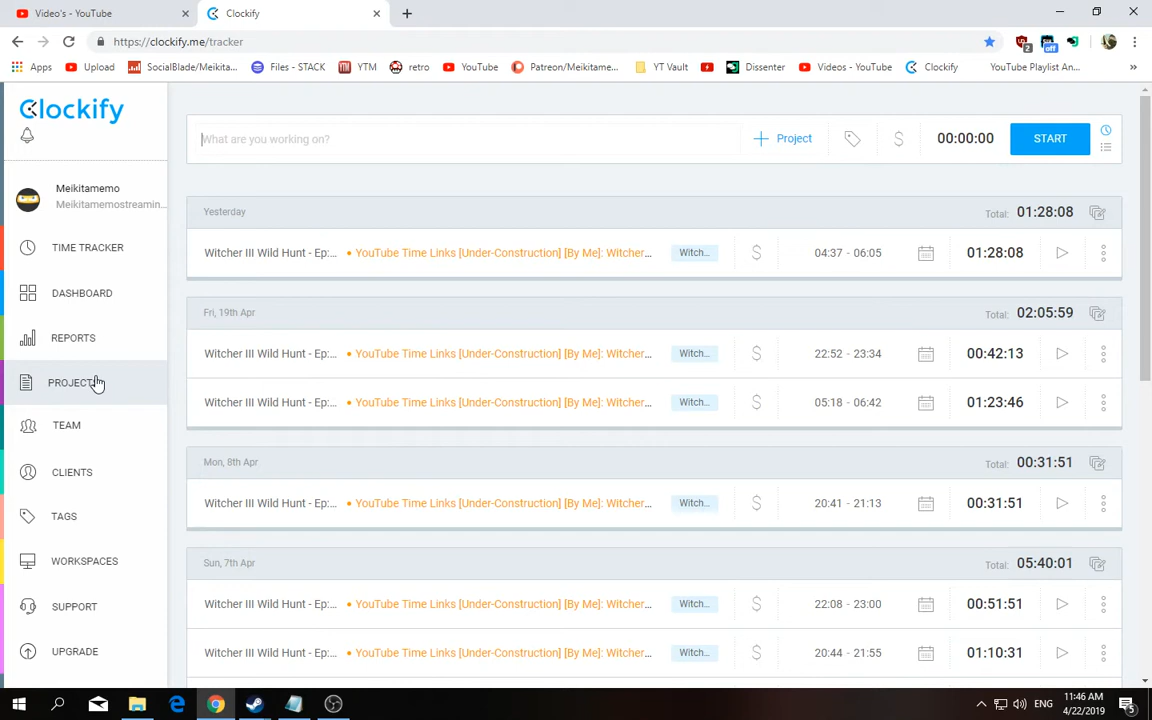 Video's - YouTube
Clockify
https://clockify.me/tracker
2
off
Apps
Upload
SocialBlade/Meikita...
Files - STACK
YTM
retro
YouTube
Patreon/Meikitame...
YT Vault
Dissenter
Videos - YouTube
Clockify
YouTube Playlist An...
»
Clockify
Meikitamemo
Meikitamemostreamin...
TIME TRACKER
DASHBOARD
REPORTS
PROJECTS
TEAM
CLIENTS
TAGS
WORKSPACES
SUPPORT
UPGRADE
What are you working on?
+ Project
$
00:00:00
START
Yesterday
Total: 01:28:08
Witcher III Wild Hunt - Ep:... • YouTube Time Links [Under-Construction] [By Me]: Witcher... Witch... $ 04:37 - 06:05 01:28:08
Fri, 19th Apr
Total: 02:05:59
Witcher III Wild Hunt - Ep:... • YouTube Time Links [Under-Construction] [By Me]: Witcher... Witch... $ 22:52 - 23:34 00:42:13
Witcher III Wild Hunt - Ep:... • YouTube Time Links [Under-Construction] [By Me]: Witcher... Witch... $ 05:18 - 06:42 01:23:46
Mon, 8th Apr
Total: 00:31:51
Witcher III Wild Hunt - Ep:... • YouTube Time Links [Under-Construction] [By Me]: Witcher... Witch... $ 20:41 - 21:13 00:31:51
Sun, 7th Apr
Total: 05:40:01
Witcher III Wild Hunt - Ep:... • YouTube Time Links [Under-Construction] [By Me]: Witcher... Witch... $ 22:08 - 23:00 00:51:51
Witcher III Wild Hunt - Ep:... • YouTube Time Links [Under-Construction] [By Me]: Witcher... Witch... $ 20:44 - 21:55 01:10:31
ENG
11:46 AM
4/22/2019
5